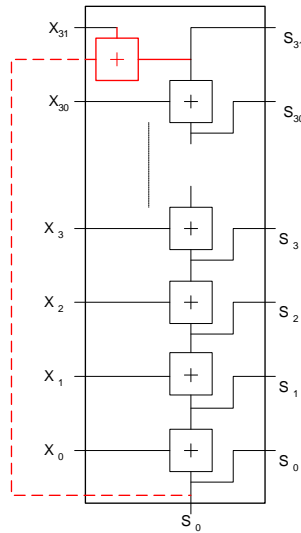 X31 S31
+
X30 + S30
X3 + S3
X2 + S2
X1 + S1
X0 + S0
S0